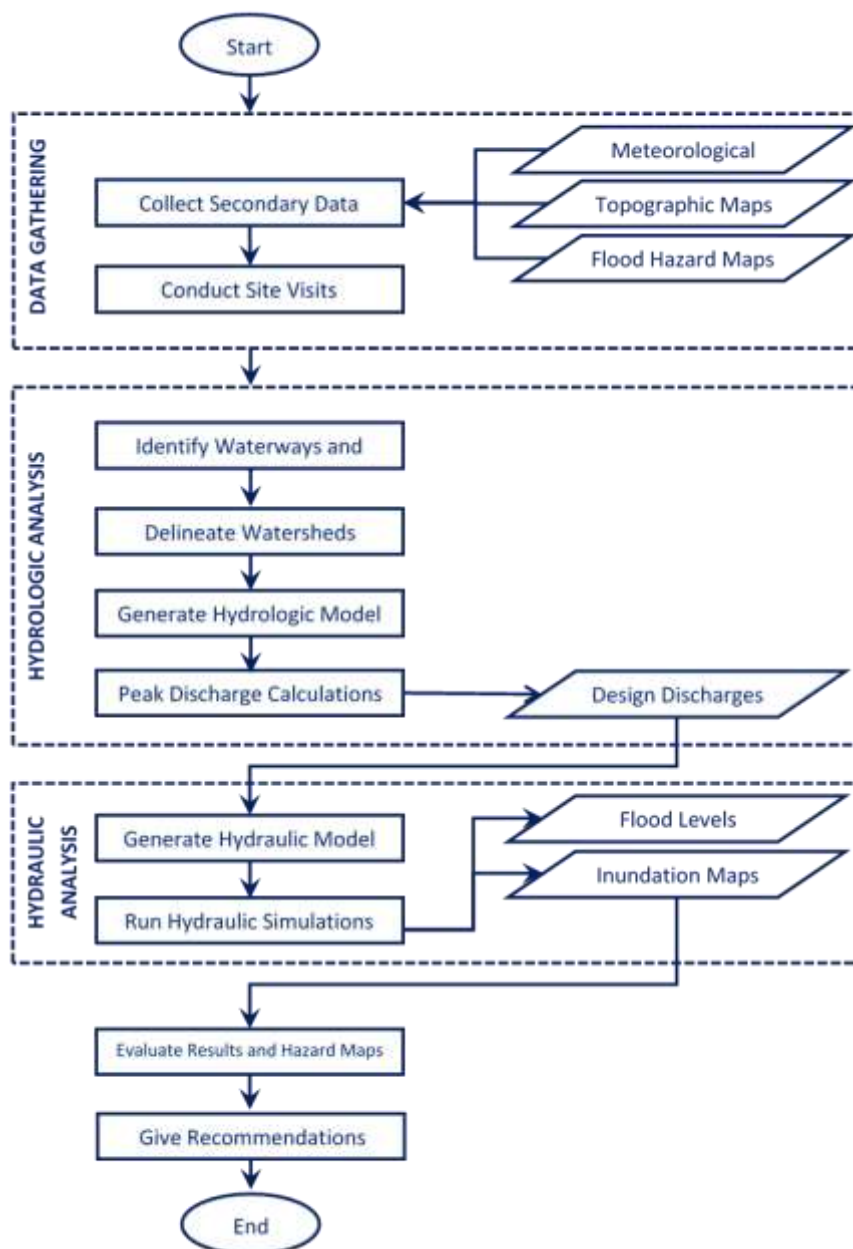 Start
DATA GATHERING
Meteorological
Collect Secondary Data
Topographic Maps
Flood Hazard Maps
Conduct Site Visits
HYDROLOGIC ANALYSIS
Identify Waterways and
Delineate Watersheds
Generate Hydrologic Model
Peak Discharge Calculations
Design Discharges
HYDRAULIC
ANALYSIS
Generate Hydraulic Model
Flood Levels
Inundation Maps
Run Hydraulic Simulations
Evaluate Results and Hazard Maps
Give Recommendations
End